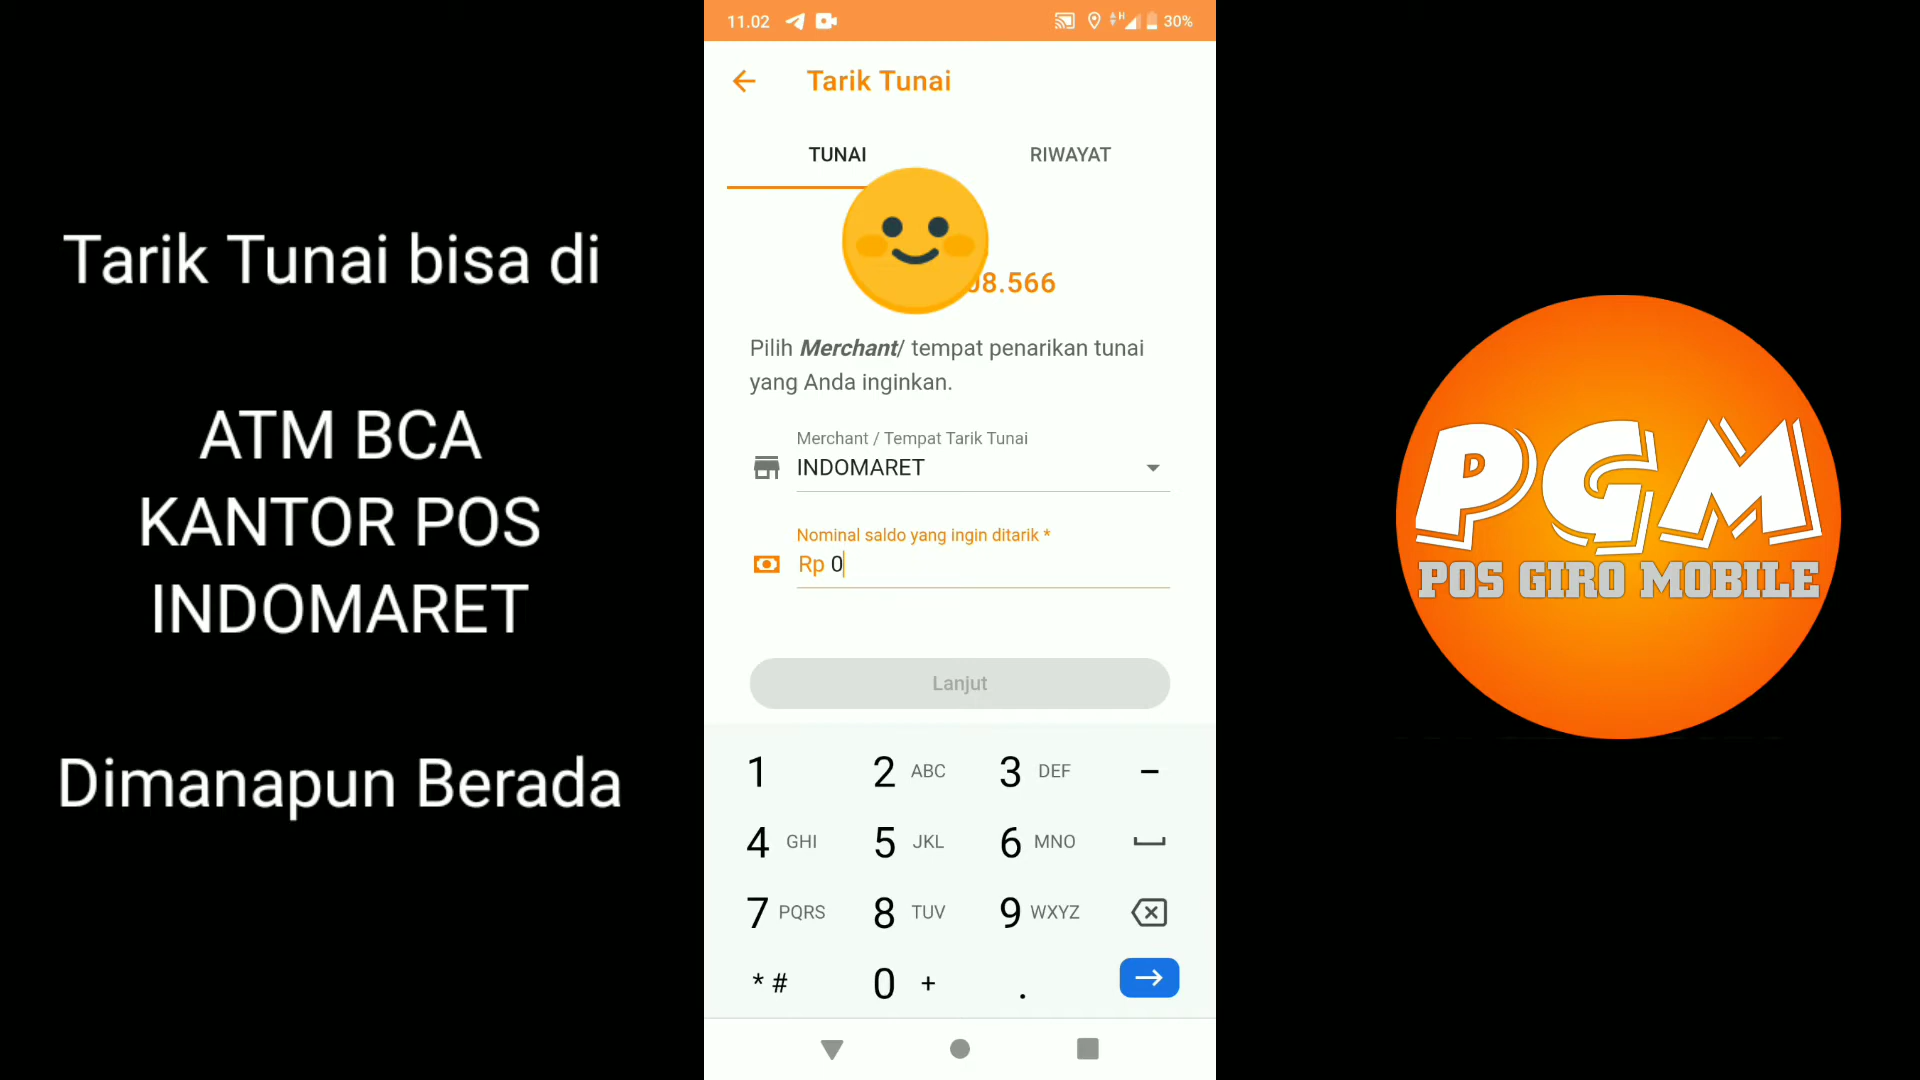 Tarik Tunai bisa di
ATM BCA
KANTOR POS
INDOMARET
Dimanapun Berada
11.02
H
30%
Tarik Tunai
TUNAI
RIWAYAT
08.566
Pilih Merchant/ tempat penarikan tunai
yang Anda inginkan.
Merchant / Tempat Tarik Tunai
INDOMARET
Nominal saldo yang ingin ditarik *
Rp 0
Lanjut
1
2 ABC
3 DEF
–
4 GHI
5 JKL
6 MNO
7 PQRS
8 TUV
9 WXYZ
* #
0 +
.
PGM
POS GIRO MOBILE